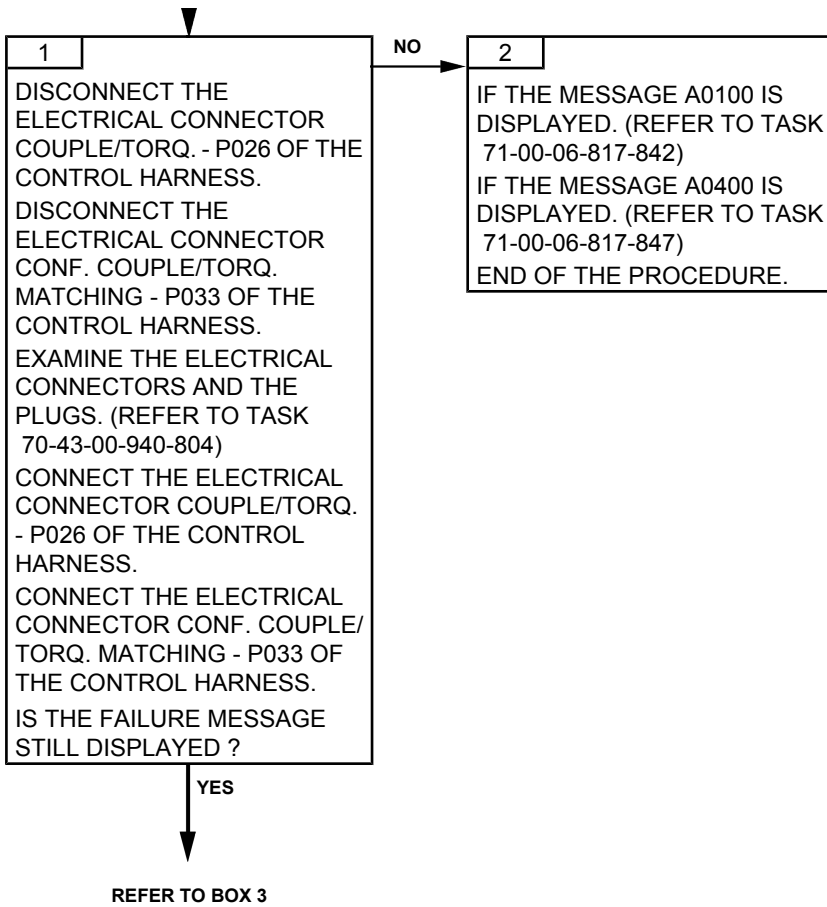 1
DISCONNECT THE
ELECTRICAL CONNECTOR
COUPLE/TORQ. - P026 OF THE
CONTROL HARNESS.
DISCONNECT THE
ELECTRICAL CONNECTOR
CONF. COUPLE/TORQ.
MATCHING - P033 OF THE
CONTROL HARNESS.
EXAMINE THE ELECTRICAL
CONNECTORS AND THE
PLUGS. (REFER TO TASK
70-43-00-940-804)
CONNECT THE ELECTRICAL
CONNECTOR COUPLE/TORQ.
- P026 OF THE CONTROL
HARNESS.
CONNECT THE ELECTRICAL
CONNECTOR CONF. COUPLE/
TORQ. MATCHING - P033 OF
THE CONTROL HARNESS.
IS THE FAILURE MESSAGE
STILL DISPLAYED ?
NO
2
IF THE MESSAGE A0100 IS
DISPLAYED. (REFER TO TASK
71-00-06-817-842)
IF THE MESSAGE A0400 IS
DISPLAYED. (REFER TO TASK
71-00-06-817-847)
END OF THE PROCEDURE.
YES
REFER TO BOX 3